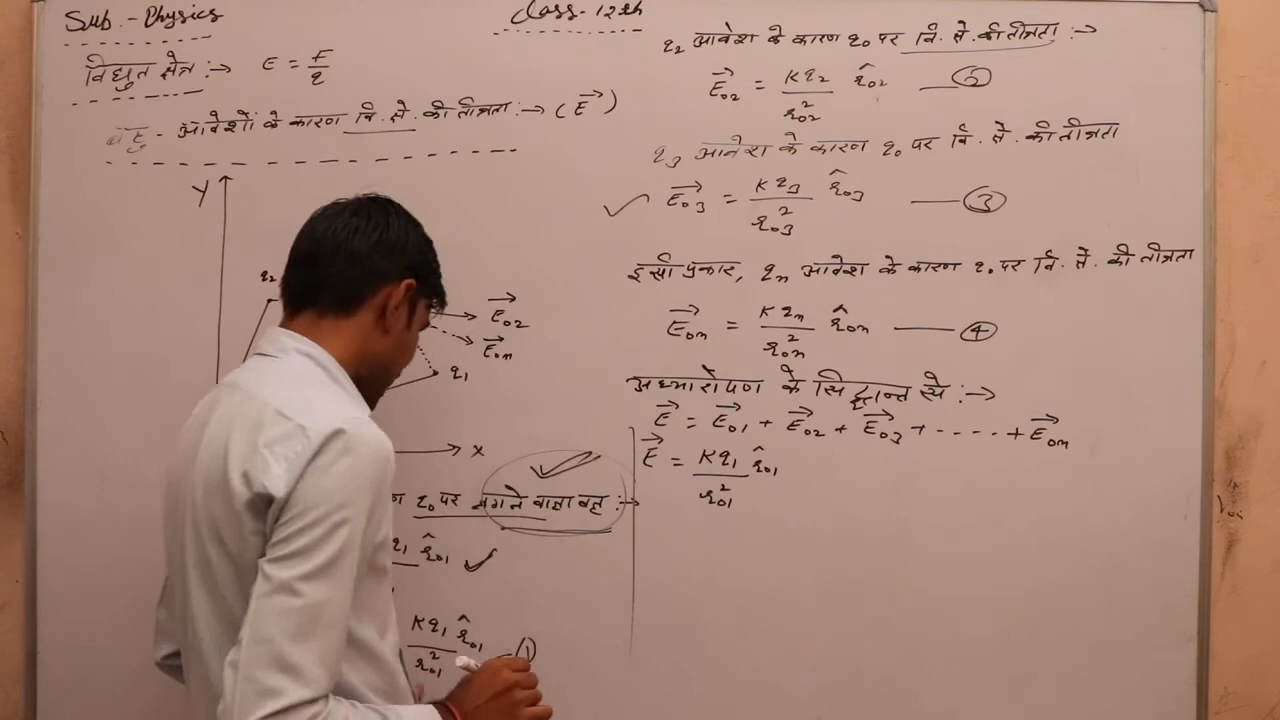 Sub.- Physics
Class- 12th
विद्युत क्षेत्र :→ E = F/q
बहु - आवेशों के कारण वि. क्षे. की तीव्रता :→ (E⃗)
Y
q₂
E⃗₀₂
E⃗₀ₙ
q₁
X
q₀ पर लगने वाला बल :→
q₁ r̂₀₁ ✓
Kq₁/r₀₁² r̂₀₁ —①
q₂ आवेश के कारण q₀ पर वि. क्षे. की तीव्रता :→
E⃗₀₂ = Kq₂/r₀₂² r̂₀₂ —②
q₃ आवेश के कारण q₀ पर वि. क्षे. की तीव्रता
✓ E⃗₀₃ = Kq₃/r₀₃² r̂₀₃ —③
इसी प्रकार, qₙ आवेश के कारण q₀ पर वि. क्षे. की तीव्रता
E⃗₀ₙ = Kqₙ/r₀ₙ² r̂₀ₙ —④
अध्यारोपण के सिद्धान्त से :→
E⃗ = E⃗₀₁ + E⃗₀₂ + E⃗₀₃ + ----- + E⃗₀ₙ
E⃗ = Kq₁/r₀₁² r̂₀₁